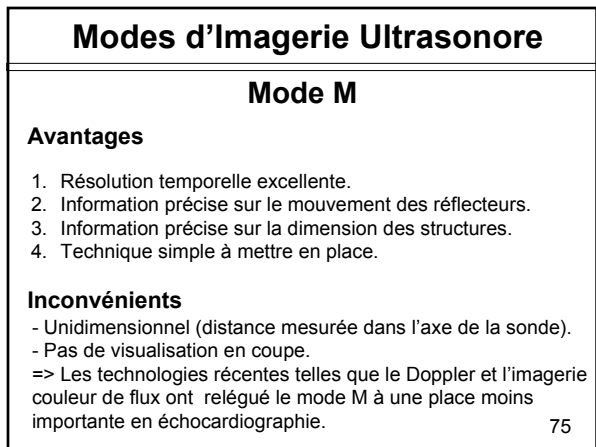 Modes d’Imagerie Ultrasonore
Mode M
Avantages
1. Résolution temporelle excellente.
2. Information précise sur le mouvement des réflecteurs.
3. Information précise sur la dimension des structures.
4. Technique simple à mettre en place.
Inconvénients
- Unidimensionnel (distance mesurée dans l’axe de la sonde).
- Pas de visualisation en coupe.
=> Les technologies récentes telles que le Doppler et l’imagerie
couleur de flux ont relégué le mode M à une place moins
importante en échocardiographie.
75